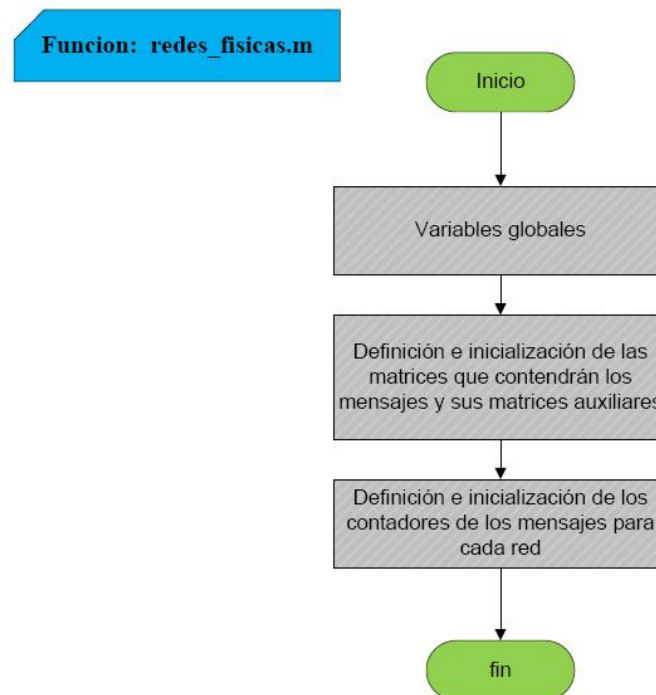 Funcion: redes_fisicas.m
Inicio
Variables globales
Definición e inicialización de las
matrices que contendrán los
mensajes y sus matrices auxiliares
Definición e inicialización de los
contadores de los mensajes para
cada red
fin